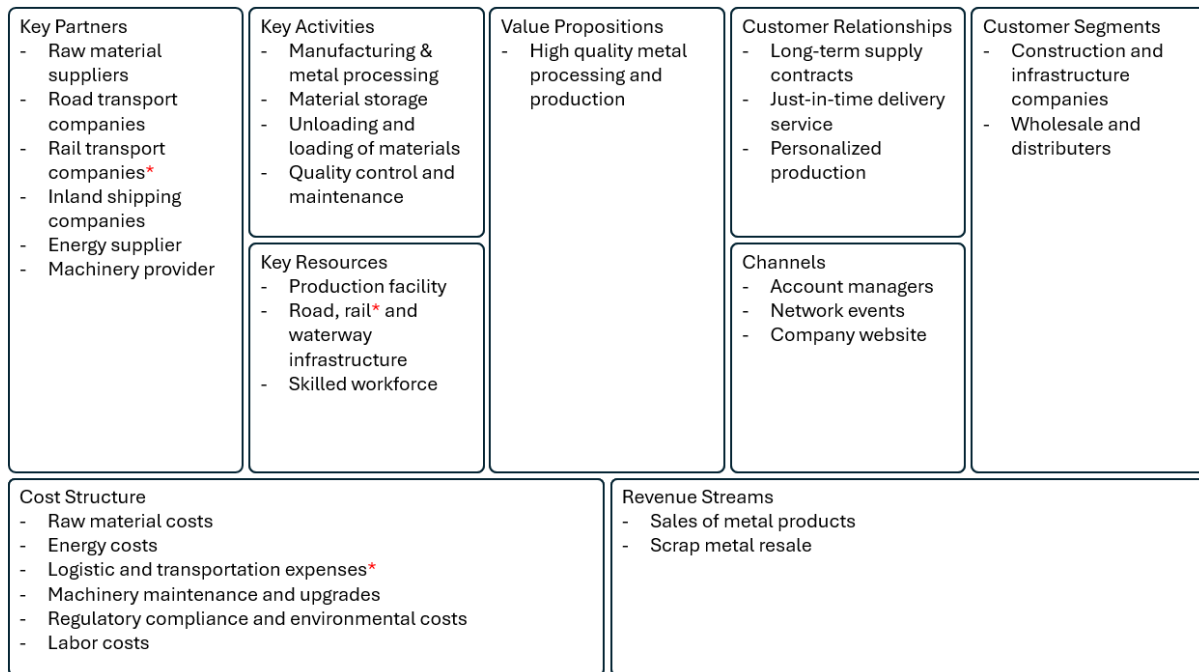 Key Partners
- Raw material
suppliers
- Road transport
companies
- Rail transport
companies*
- Inland shipping
companies
- Energy supplier
- Machinery provider
Key Activities
- Manufacturing &
metal processing
- Material storage
- Unloading and
loading of materials
- Quality control and
maintenance
Key Resources
- Production facility
- Road, rail* and
waterway
infrastructure
- Skilled workforce
Value Propositions
- High quality metal
processing and
production
Customer Relationships
- Long-term supply
contracts
- Just-in-time delivery
service
- Personalized
production
Channels
- Account managers
- Network events
- Company website
Customer Segments
- Construction and
infrastructure
companies
- Wholesale and
distributers
Cost Structure
- Raw material costs
- Energy costs
- Logistic and transportation expenses*
- Machinery maintenance and upgrades
- Regulatory compliance and environmental costs
- Labor costs
Revenue Streams
- Sales of metal products
- Scrap metal resale